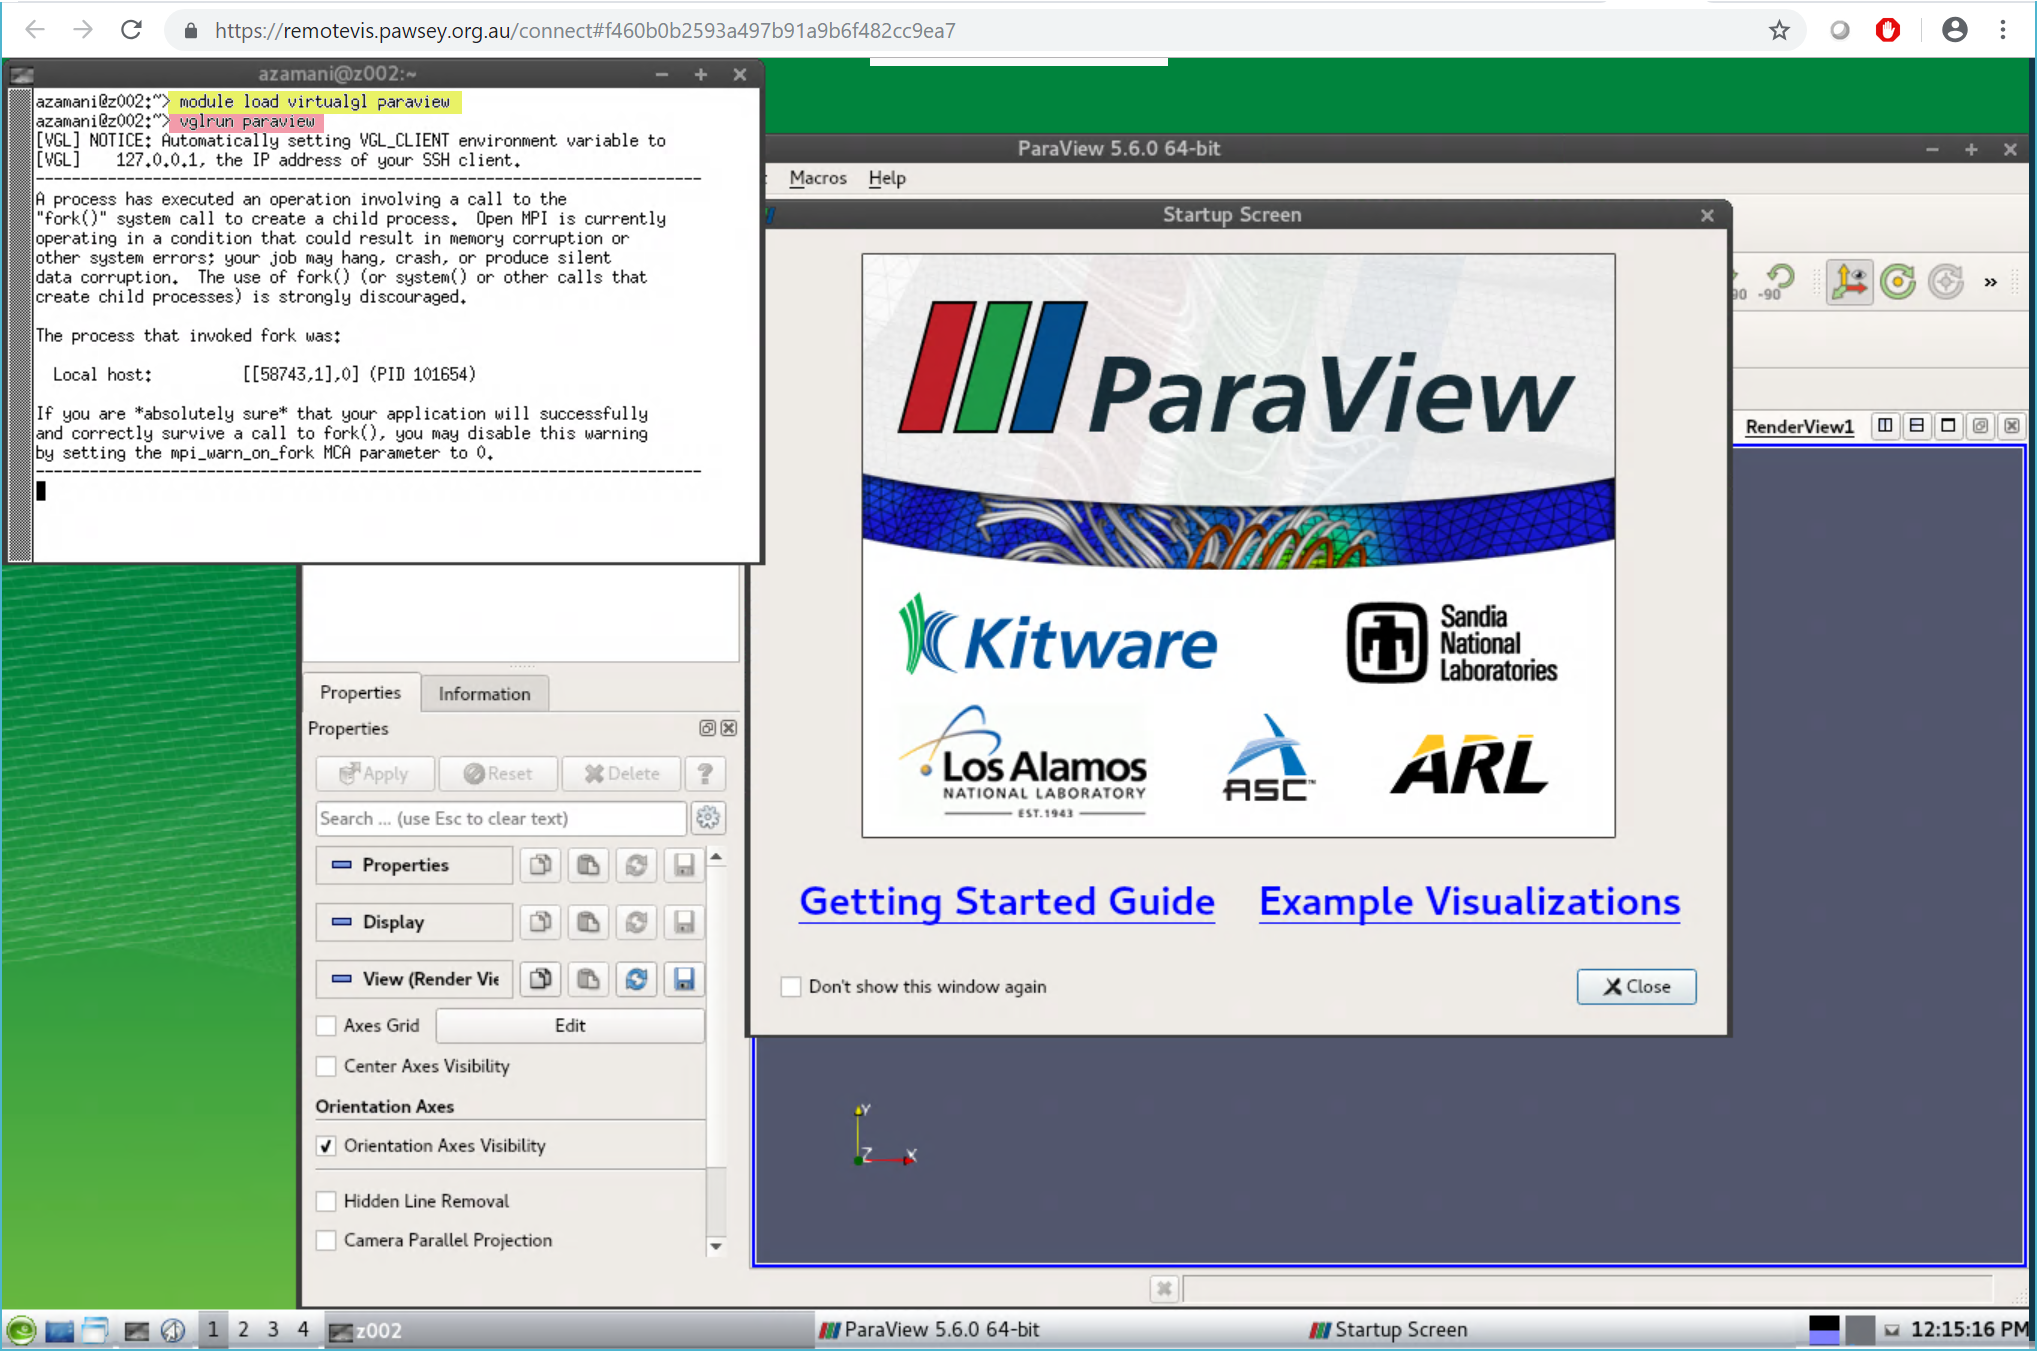 https://remotevis.pawsey.org.au/connect#f460b0b2593a497b91a9b6f482cc9ea7
azamani@z002:~
azamani@z002:~> module load virtualgl paraview
azamani@z002:~> vglrun paraview
[VGL] NOTICE: Automatically setting VGL_CLIENT environment variable to
[VGL]    127.0.0.1, the IP address of your SSH client.
--------------------------------------------------------------------------
A process has executed an operation involving a call to the
"fork()" system call to create a child process.  Open MPI is currently
operating in a condition that could result in memory corruption or
other system errors; your job may hang, crash, or produce silent
data corruption.  The use of fork() (or system() or other calls that
create child processes) is strongly discouraged.
The process that invoked fork was:
Local host:          [[58743,1],0] (PID 101654)
If you are *absolutely sure* that your application will successfully
and correctly survive a call to fork(), you may disable this warning
by setting the mpi_warn_on_fork MCA parameter to 0.
--------------------------------------------------------------------------
ParaView 5.6.0 64-bit
Macros Help
Startup Screen
-90
RenderView1
ParaView
Kitware
Sandia
National
Laboratories
Los Alamos
NATIONAL LABORATORY
EST.1943
ASC™
ARL
Getting Started Guide Example Visualizations
Don't show this window again
Close
Properties Information
Properties
Apply Reset Delete ?
Search ... (use Esc to clear text)
Properties
Display
View (Render Vie
Axes Grid Edit
Center Axes Visibility
Orientation Axes
Orientation Axes Visibility
Hidden Line Removal
Camera Parallel Projection
Y
Z X
1 2 3 4 z002 ParaView 5.6.0 64-bit Startup Screen 12:15:16 PM